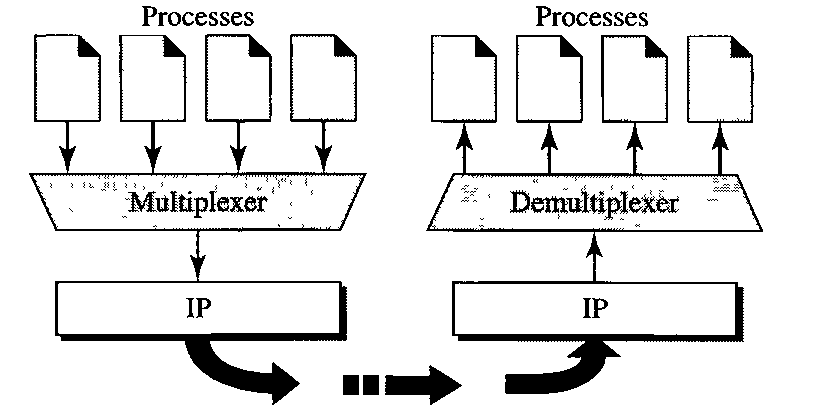 Processes
Processes
Multiplexer
Demultiplexer
IP
IP